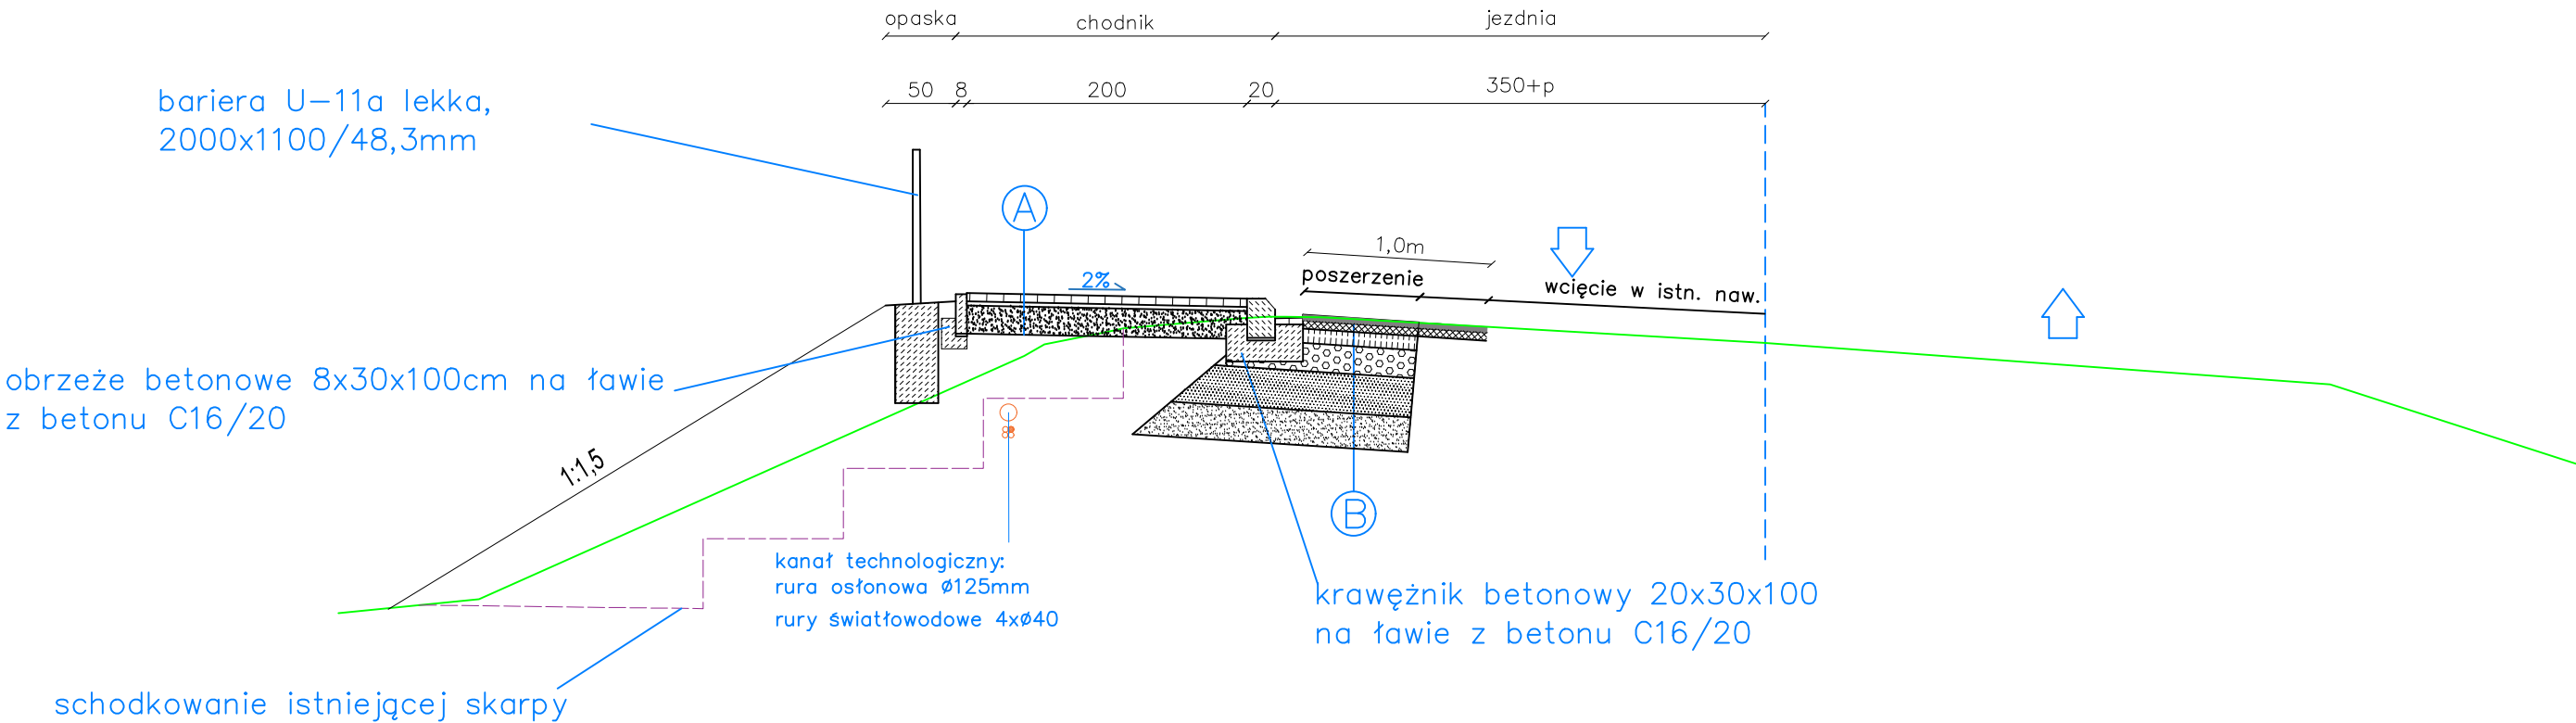 opaska
chodnik
jezdnia
50
8
200
20
350+p
bariera U-11a lekka,
2000x1100/48,3mm
A
2%
1,0m
poszerzenie
wcięcie w istn. naw.
obrzeże betonowe 8x30x100cm na ławie
z betonu C16/20
1:1,5
B
kanał technologiczny:
rura osłonowa Ø125mm
rury światłowodowe 4xØ40
krawężnik betonowy 20x30x100
na ławie z betonu C16/20
schodkowanie istniejącej skarpy